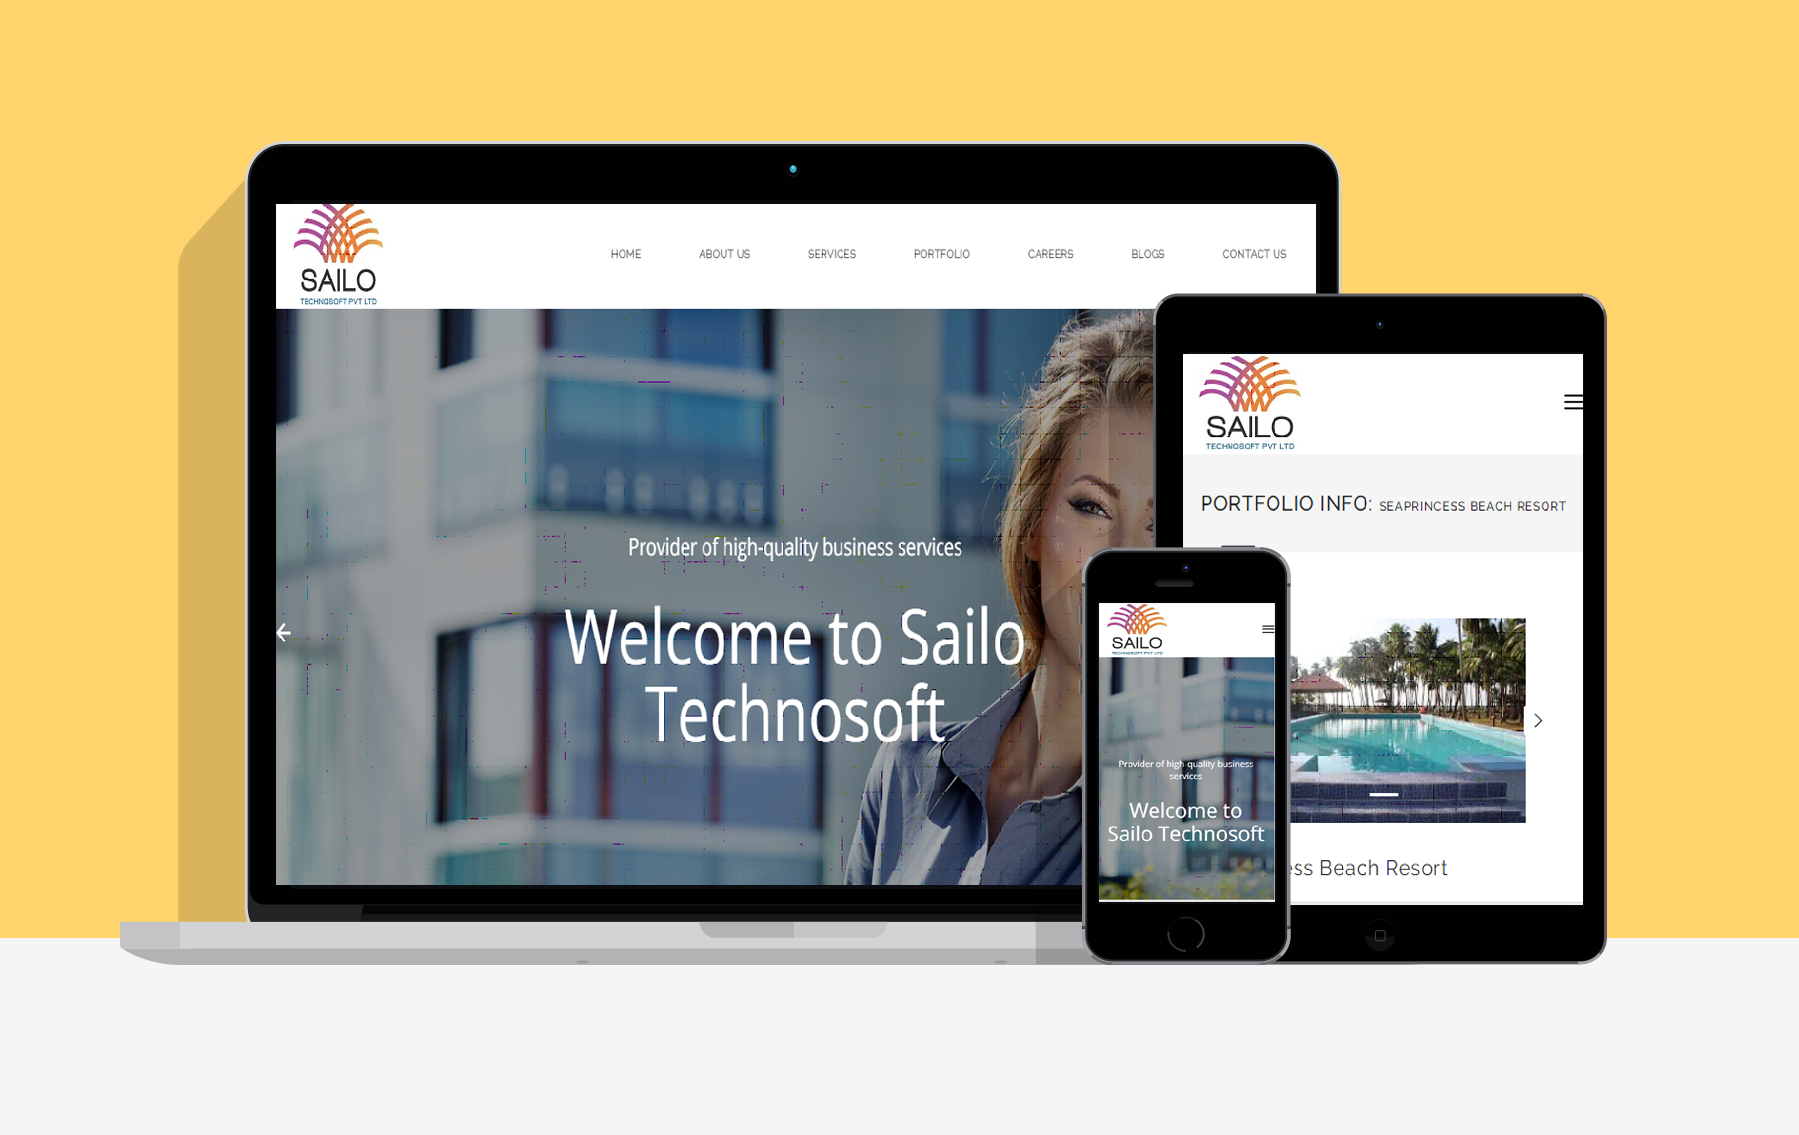 SAILO
TECHNOSOFT PVT LTD
HOME ABOUT US SERVICES PORTFOLIO CAREERS BLOGS CONTACT US
Provider of high-quality business services
Welcome to Sailo
Technosoft
SAILO
TECHNOSOFT PVT LTD
PORTFOLIO INFO: SEAPRINCESS BEACH RESORT
ess Beach Resort
SAILO
TECHNOSOFT PVT LTD
Provider of high-quality business
services
Welcome to
Sailo Technosoft